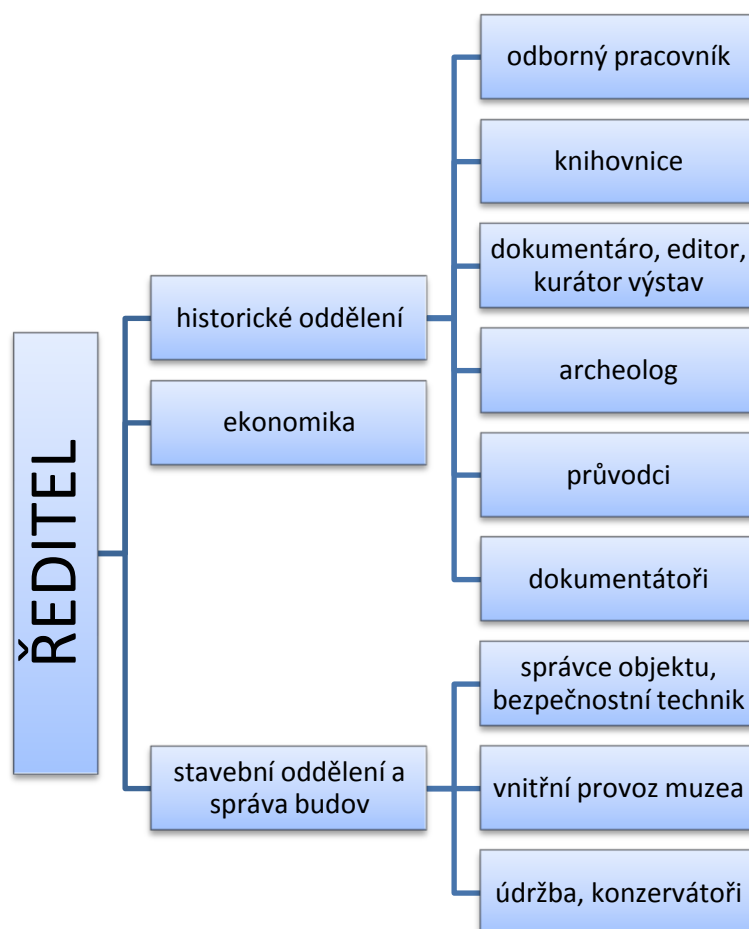 ŘEDITEL
historické oddělení
odborný pracovník
knihovnice
dokumentáro, editor,
kurátor výstav
archeolog
průvodci
dokumentátoři
ekonomika
stavební oddělení a
správa budov
správce objektu,
bezpečnostní technik
vnitřní provoz muzea
údržba, konzervátoři